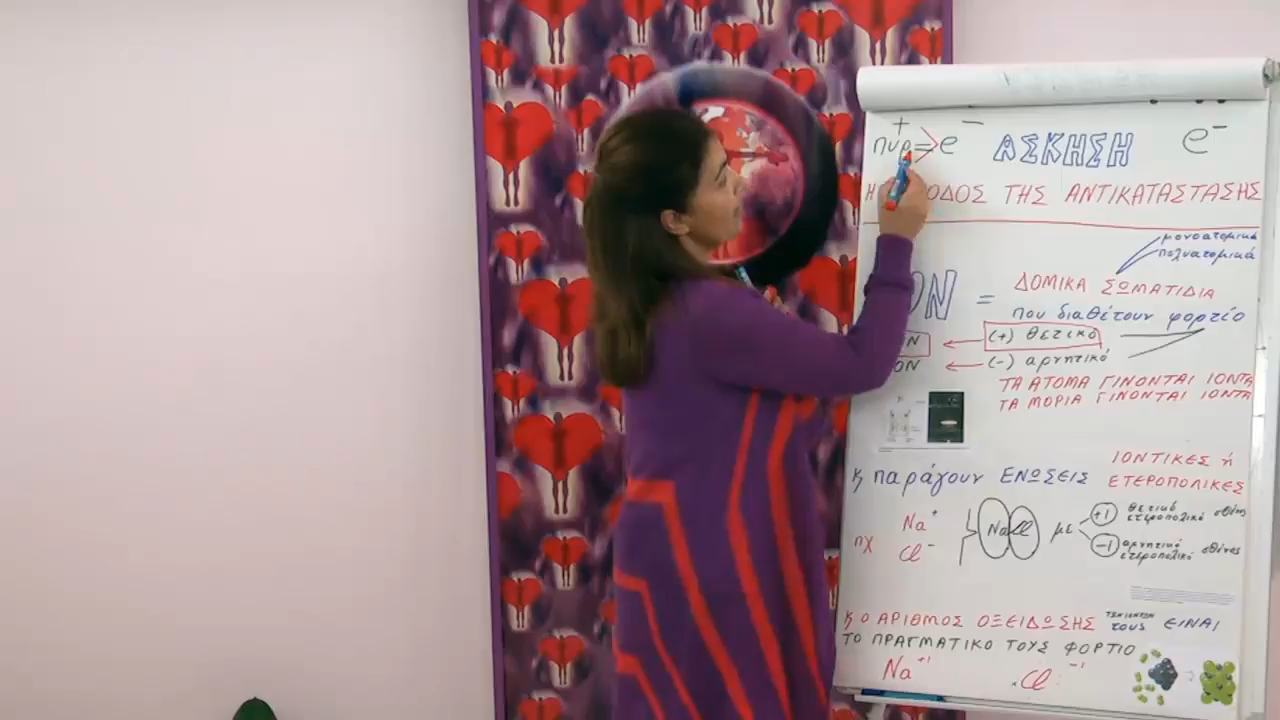 + −
πυρ => e ΑΣΚΗΣΗ e⁻
Η ΟΔΟΣ ΤΗΣ ΑΝΤΙΚΑΤΑΣΤΑΣΗΣ
μονοατομικά
πολυατομικά
ΟΝ = ΔΟΜΙΚΑ ΣΩΜΑΤΙΔΙΑ
που διαθέτουν φορτίο
ΟΝ ← (+) θετικό
ΟΝ ← (-) αρνητικό
ΤΑ ΑΤΟΜΑ ΓΙΝΟΝΤΑΙ ΙΟΝΤΑ
ΤΑ ΜΟΡΙΑ ΓΙΝΟΝΤΑΙ ΙΟΝΤΑ
κ παράγουν ΕΝΩΣΕΙΣ ΙΟΝΤΙΚΕΣ ή
ΕΤΕΡΟΠΟΛΙΚΕΣ
πχ Na⁺
Cl⁻
NaCl με
+1 θετικό ετεροπολικό σθένος
-1 αρνητικό ετεροπολικό σθένος
κ Ο ΑΡΙΘΜΟΣ ΟΞΕΙΔΩΣΗΣ τους ΕΙΝΑΙ
ΤΟ ΠΡΑΓΜΑΤΙΚΟ ΤΟΥΣ ΦΟΡΤΙΟ
Na⁺¹ Cl⁻¹